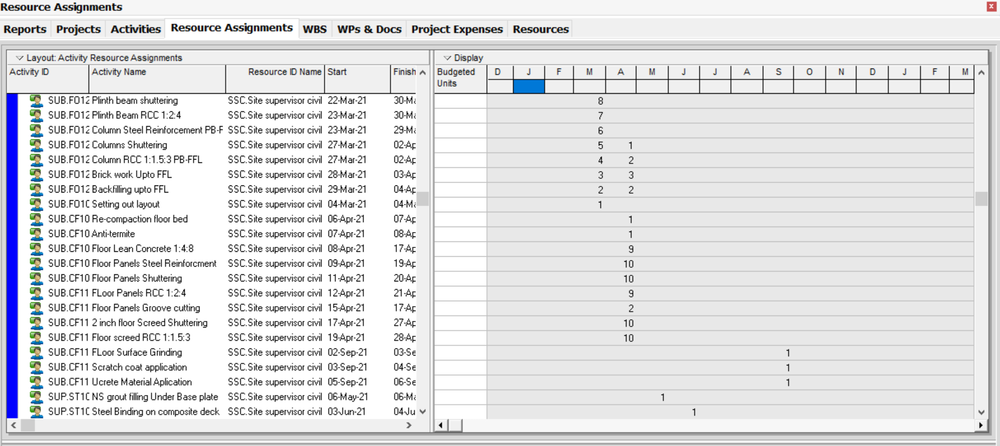 Resource Assignments
Reports Projects Activities Resource Assignments WBS WPs & Docs Project Expenses Resources
Layout: Activity Resource Assignments Display
Activity ID Activity Name Resource ID Name Start Finish Budgeted Units D J F M A M J J A S O N D J F M
SUB.FO12 Plinth beam shuttering SSC.Site supervisor civil 22-Mar-21 30-Ma 8
SUB.FO12 Plinth Beam RCC 1:2:4 SSC.Site supervisor civil 23-Mar-21 30-Ma 7
SUB.FO12 Column Steel Reinforcement PB-F SSC.Site supervisor civil 23-Mar-21 29-Ma 6
SUB.FO12 Columns Shuttering SSC.Site supervisor civil 27-Mar-21 02-Ap 5 1
SUB.FO12 Column RCC 1:1.5:3 PB-FFL SSC.Site supervisor civil 27-Mar-21 02-Ap 4 2
SUB.FO12 Brick work Upto FFL SSC.Site supervisor civil 28-Mar-21 03-Ap 3 3
SUB.FO12 Backfilling upto FFL SSC.Site supervisor civil 29-Mar-21 04-Ap 2 2
SUB.FO10 Setting out layout SSC.Site supervisor civil 04-Mar-21 04-Ma 1
SUB.CF10 Re-compaction floor bed SSC.Site supervisor civil 06-Apr-21 07-Ap 1
SUB.CF10 Anti-termite SSC.Site supervisor civil 07-Apr-21 08-Ap 1
SUB.CF10 Floor Lean Concrete 1:4:8 SSC.Site supervisor civil 08-Apr-21 17-Ap 9
SUB.CF10 Floor Panels Steel Reinforcment SSC.Site supervisor civil 09-Apr-21 19-Ap 10
SUB.CF10 Floor Panels Shuttering SSC.Site supervisor civil 11-Apr-21 20-Ap 10
SUB.CF11 FLoor Panels RCC 1:2:4 SSC.Site supervisor civil 12-Apr-21 21-Ap 9
SUB.CF11 Floor Panels Groove cutting SSC.Site supervisor civil 15-Apr-21 17-Ap 2
SUB.CF11 2 inch floor Screed Shuttering SSC.Site supervisor civil 17-Apr-21 27-Ap 10
SUB.CF11 Floor screed RCC 1:1.5:3 SSC.Site supervisor civil 19-Apr-21 28-Ap 10
SUB.CF11 FLoor Surface Grinding SSC.Site supervisor civil 02-Sep-21 03-Se 1
SUB.CF11 Scratch coat application SSC.Site supervisor civil 03-Sep-21 04-Se 1
SUB.CF11 Ucrete Material Aplication SSC.Site supervisor civil 05-Sep-21 06-Se 1
SUP.ST10 NS grout filling Under Base plate SSC.Site supervisor civil 06-May-21 06-Ma 1
SUP.ST10 Steel Binding on composite deck SSC.Site supervisor civil 03-Jun-21 04-Ju 1